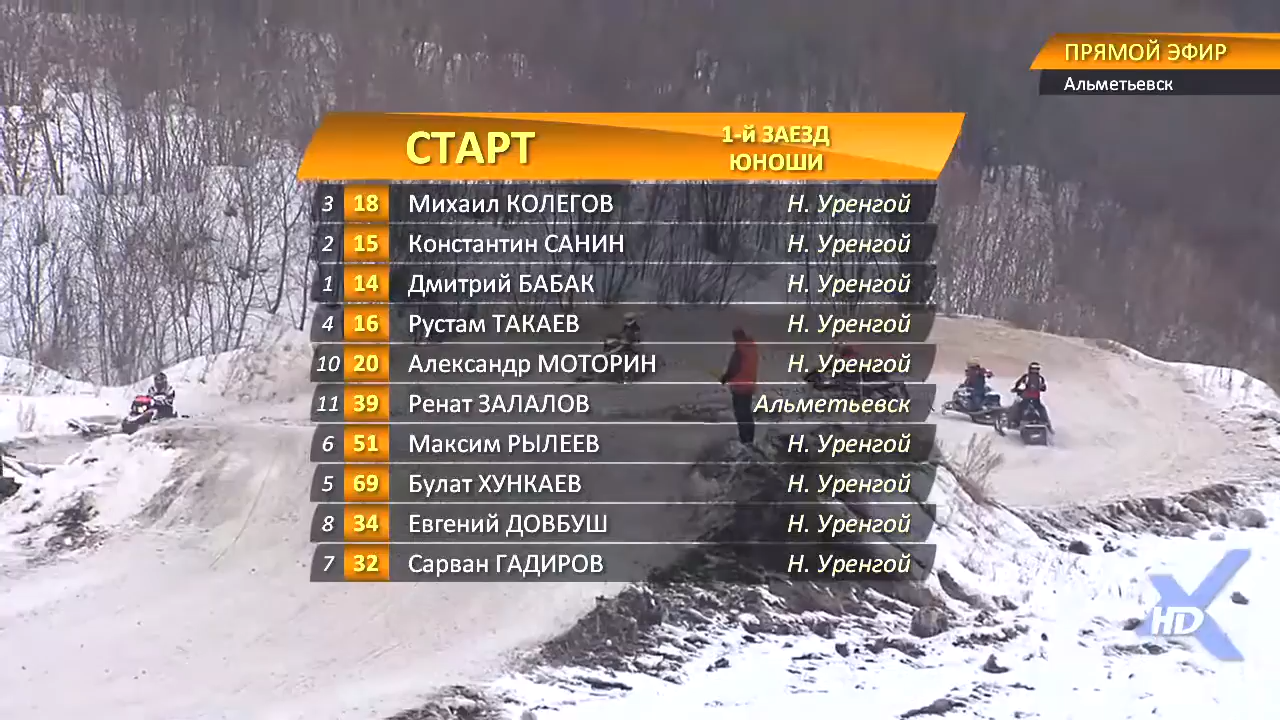 ПРЯМОЙ ЭФИР
Альметьевск
СТАРТ
1-й ЗАЕЗД
ЮНОШИ
3 18 Михаил КОЛЕГОВ Н. Уренгой
2 15 Константин САНИН Н. Уренгой
1 14 Дмитрий БАБАК Н. Уренгой
4 16 Рустам ТАКАЕВ Н. Уренгой
10 20 Александр МОТОРИН Н. Уренгой
11 39 Ренат ЗАЛАЛОВ Альметьевск
6 51 Максим РЫЛЕЕВ Н. Уренгой
5 69 Булат ХУНКАЕВ Н. Уренгой
8 34 Евгений ДОВБУШ Н. Уренгой
7 32 Сарван ГАДИРОВ Н. Уренгой
X
HD